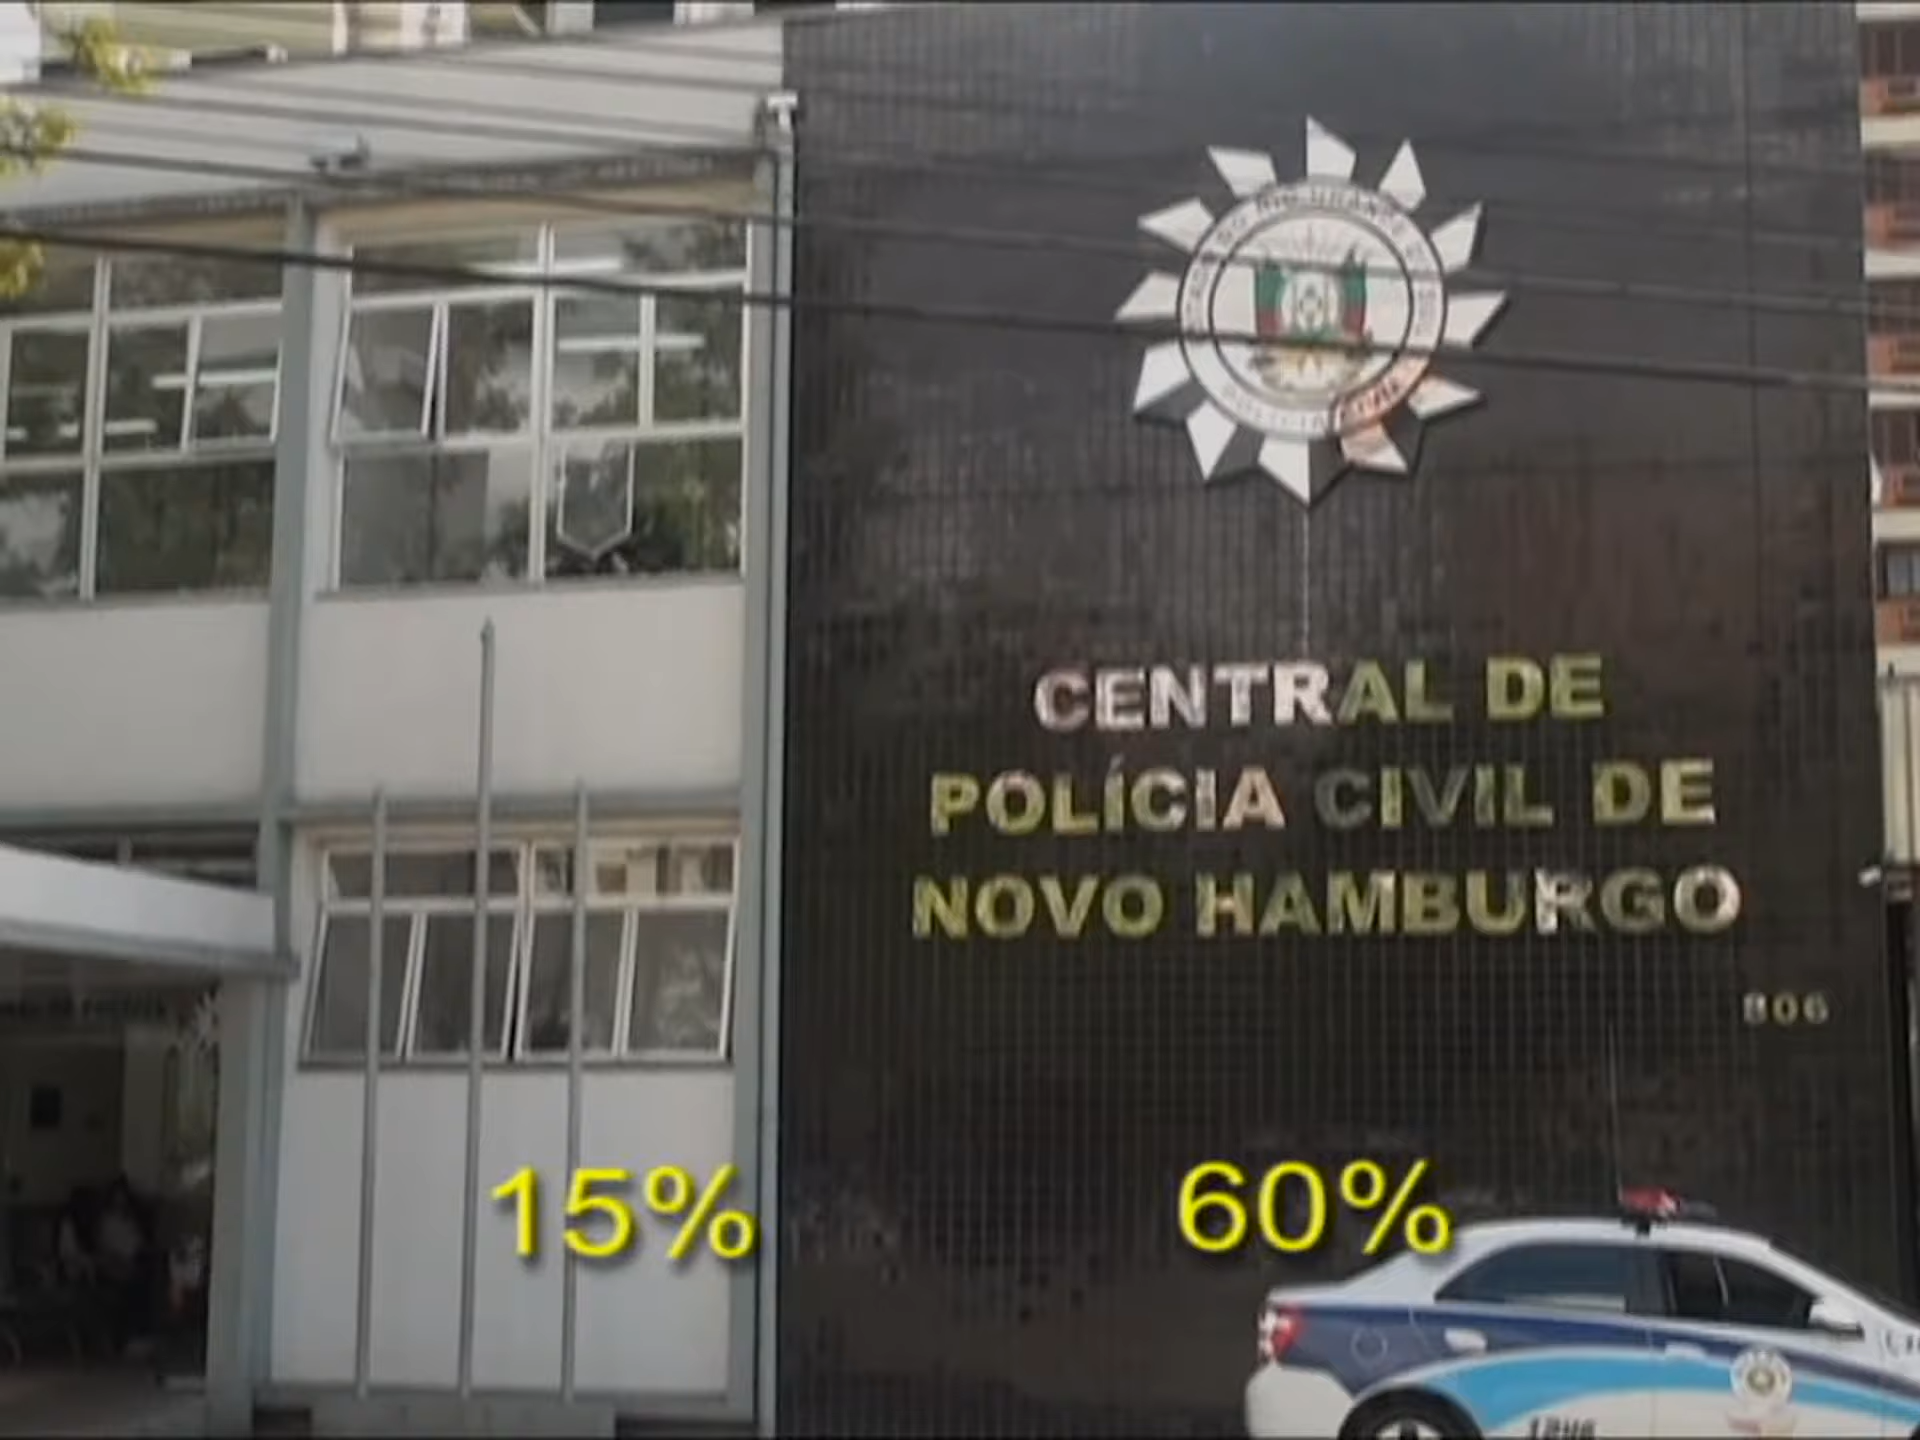 CENTRAL DE
POLÍCIA CIVIL DE
NOVO HAMBURGO
806
15%
60%